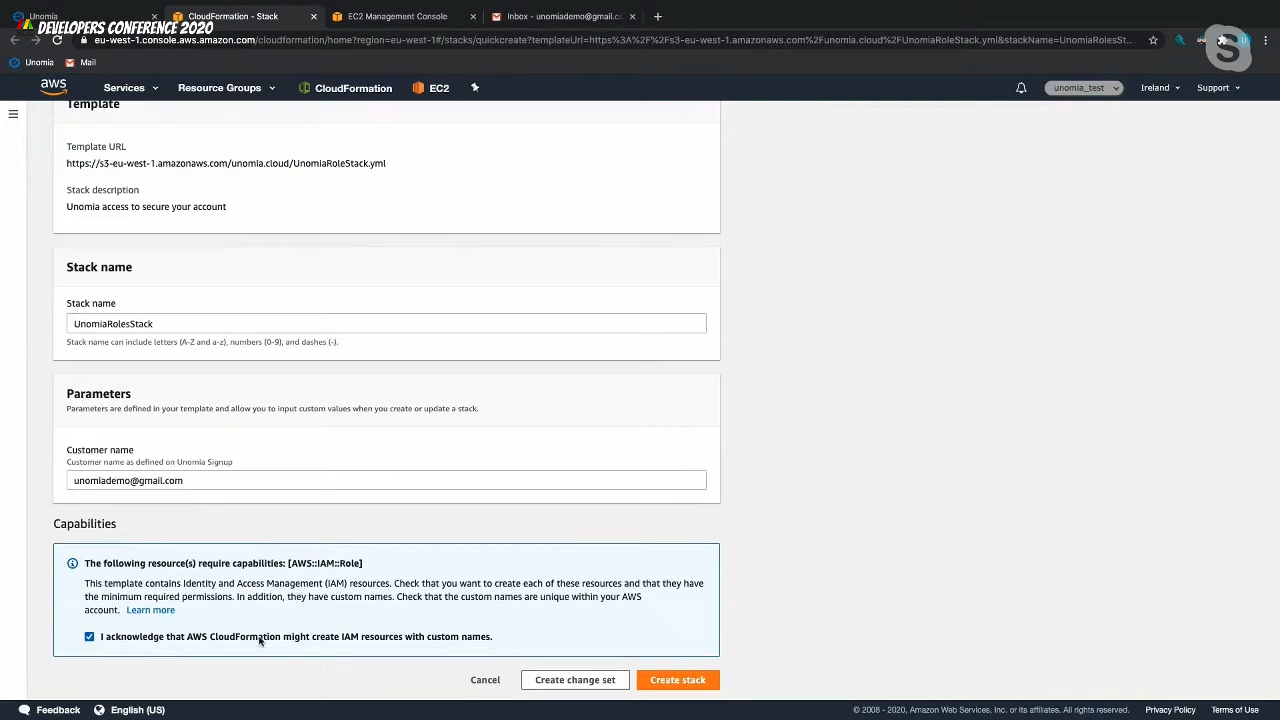 Unomia
CloudFormation - Stack
EC2 Management Console
Inbox - unomiademo@gmail.c
DEVELOPERS CONFERENCE 2020
eu-west-1.console.aws.amazon.com/cloudformation/home?region=eu-west-1#/stacks/quickcreate?templateUrl=https%3A%2F%2Fs3-eu-west-1.amazonaws.com%2Funomia.cloud%2FUnomiaRoleStack.yml&stackName=UnomiaRolesSt...
Unomia
Mail
aws
Services
Resource Groups
CloudFormation
EC2
unomia_test
Ireland
Support
Template
Template URL
https://s3-eu-west-1.amazonaws.com/unomia.cloud/UnomiaRoleStack.yml
Stack description
Unomia access to secure your account
Stack name
Stack name
UnomiaRolesStack
Stack name can include letters (A-Z and a-z), numbers (0-9), and dashes (-).
Parameters
Parameters are defined in your template and allow you to input custom values when you create or update a stack.
Customer name
Customer name as defined on Unomia Signup
unomiademo@gmail.com
Capabilities
The following resource(s) require capabilities: [AWS::IAM::Role]
This template contains Identity and Access Management (IAM) resources. Check that you want to create each of these resources and that they have
the minimum required permissions. In addition, they have custom names. Check that the custom names are unique within your AWS
account. Learn more
I acknowledge that AWS CloudFormation might create IAM resources with custom names.
Cancel
Create change set
Create stack
Feedback
English (US)
© 2008 - 2020, Amazon Web Services, Inc. or its affiliates. All rights reserved.
Privacy Policy
Terms of Use